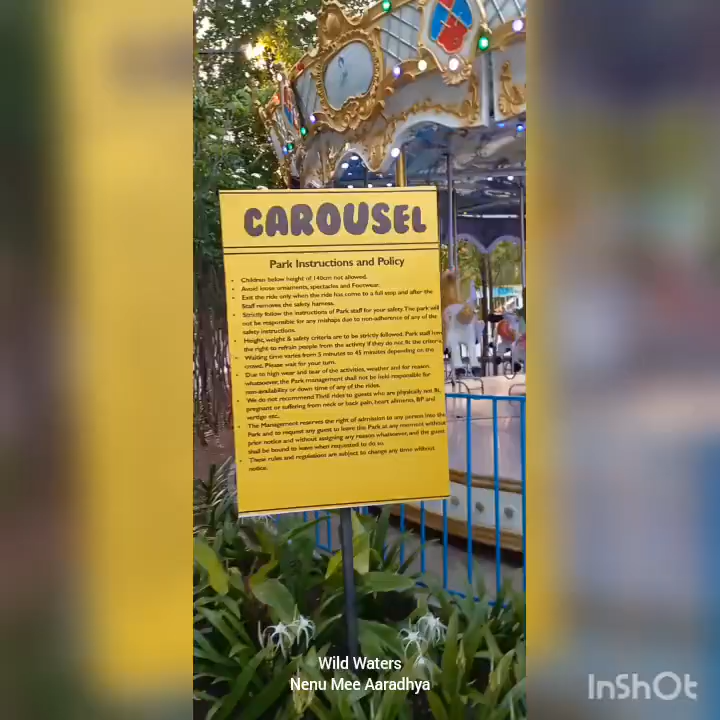 CAROUSEL
Park Instructions and Policy
• Children below height of 140cm not allowed.
• Avoid loose ornaments, spectacles and Footwear.
• Exit the ride only when the ride has come to a full stop and after the
Staff removes the safety harness.
• Strictly follow the instructions of Park staff for your safety. The park will
not be responsible for any mishaps due to non-adherence of any of the
safety instructions.
• Height, weight & safety criteria are to be strictly followed. Park staff has
the right to refrain people from the activity if they do not fit the criteria.
• Waiting time varies from 5 minutes to 45 minutes depending on the
crowd. Please wait for your turn.
• Due to high wear and tear of the activities, weather and for reason
whatsoever, the Park management shall not be held responsible for
non-availability or down time of any of the rides.
• We do not recommend Thrill rides to guests who are physically not fit,
pregnant or suffering from neck or back pain, heart ailments, BP and
vertigo etc.
• The Management reserves the right of admission to any person into the
Park and to request any guest to leave the Park at any moment without
prior notice and without assigning any reason whatsoever, and the guest
shall be bound to leave when requested to do so.
• These rules and regulations are subject to change any time without
notice.
Wild Waters
Nenu Mee Aaradhya
InShOt